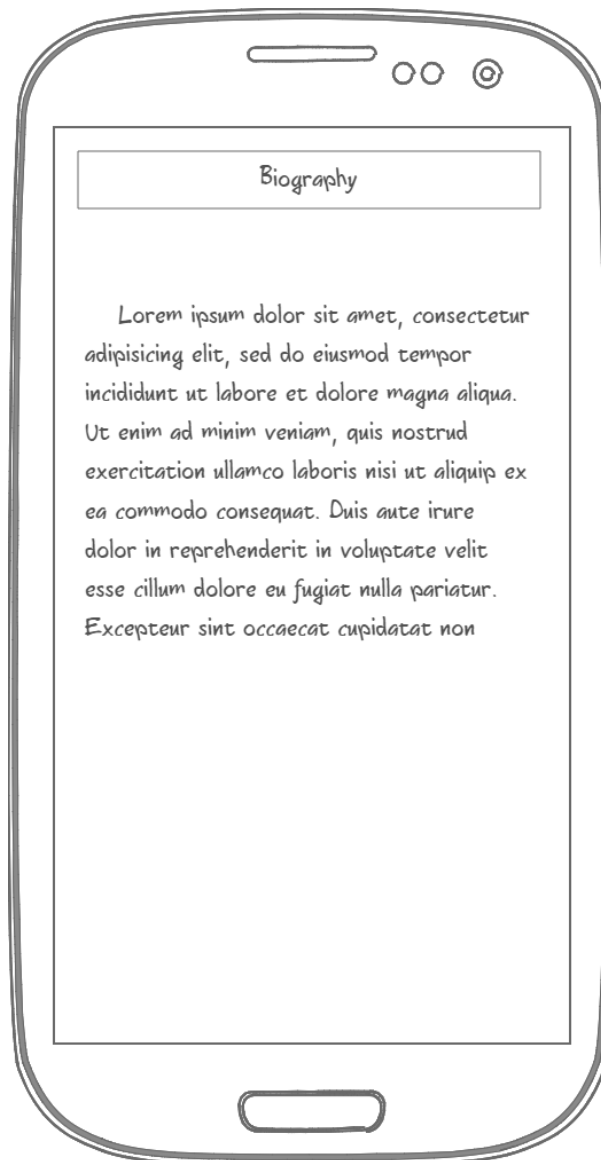 Biography
Lorem ipsum dolor sit amet, consectetur
adipisicing elit, sed do eiusmod tempor
incididunt ut labore et dolore magna aliqua.
Ut enim ad minim veniam, quis nostrud
exercitation ullamco laboris nisi ut aliquip ex
ea commodo consequat. Duis aute irure
dolor in reprehenderit in voluptate velit
esse cillum dolore eu fugiat nulla pariatur.
Excepteur sint occaecat cupidatat non